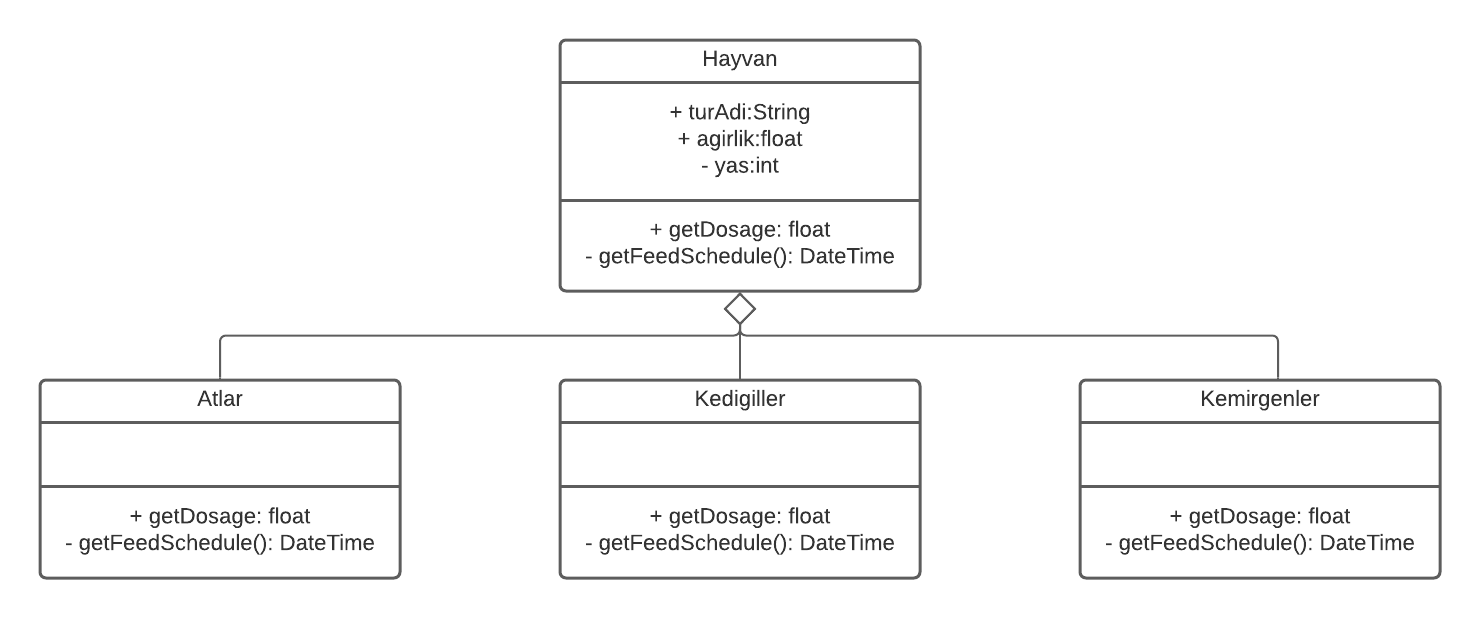 Hayvan
+ turAdi:String
+ agirlik:float
- yas:int
+ getDosage: float
- getFeedSchedule(): DateTime
Atlar
+ getDosage: float
- getFeedSchedule(): DateTime
Kedigiller
+ getDosage: float
- getFeedSchedule(): DateTime
Kemirgenler
+ getDosage: float
- getFeedSchedule(): DateTime